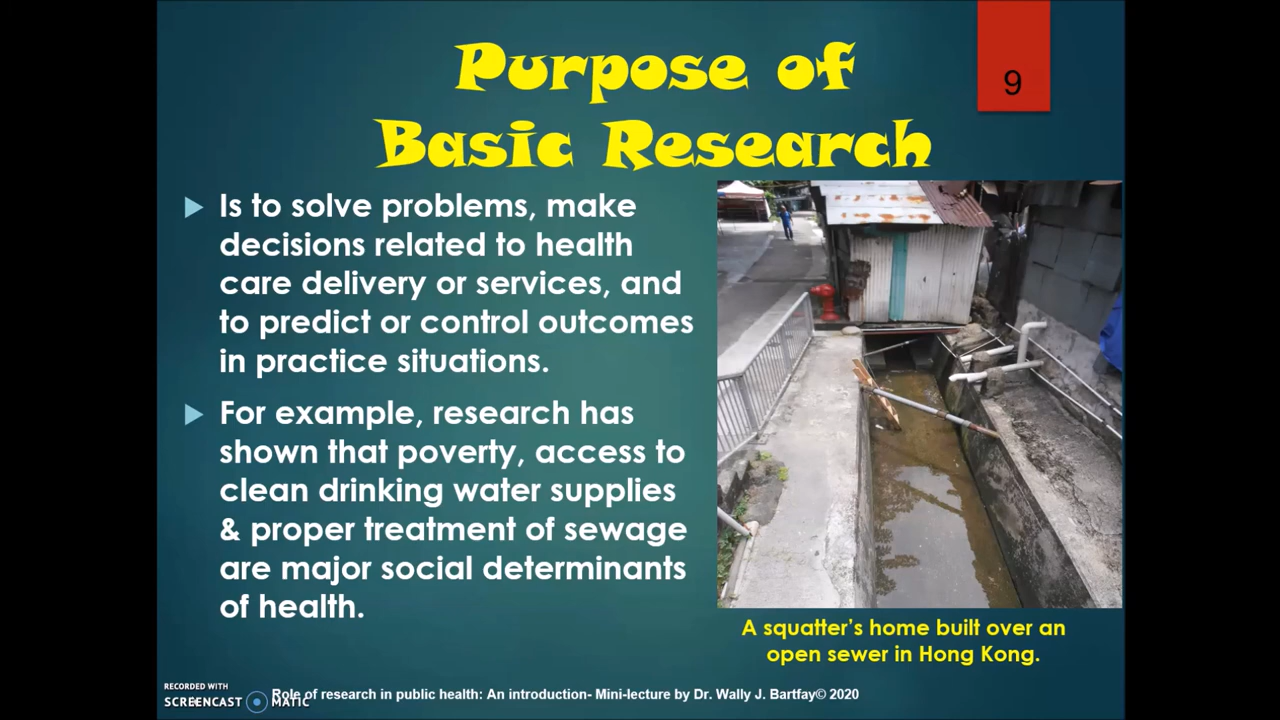 9
Purpose of
Basic Research
Is to solve problems, make
decisions related to health
care delivery or services, and
to predict or control outcomes
in practice situations.
For example, research has
shown that poverty, access to
clean drinking water supplies
& proper treatment of sewage
are major social determinants
of health.
A squatter's home built over an
open sewer in Hong Kong.
RECORDED WITH
SCREENCAST MATIC
Role of research in public health: An introduction- Mini-lecture by Dr. Wally J. Bartfay© 2020